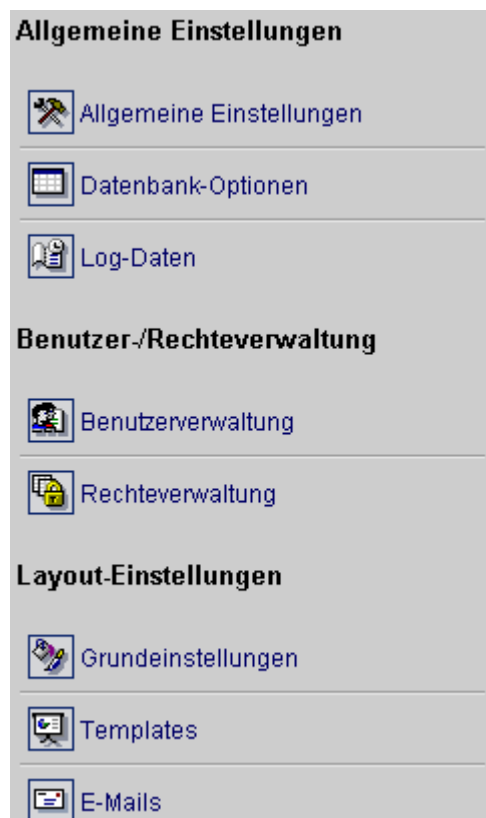 Allgemeine Einstellungen
Allgemeine Einstellungen
Datenbank-Optionen
Log-Daten
Benutzer-/Rechteverwaltung
Benutzerverwaltung
Rechteverwaltung
Layout-Einstellungen
Grundeinstellungen
Templates
E-Mails